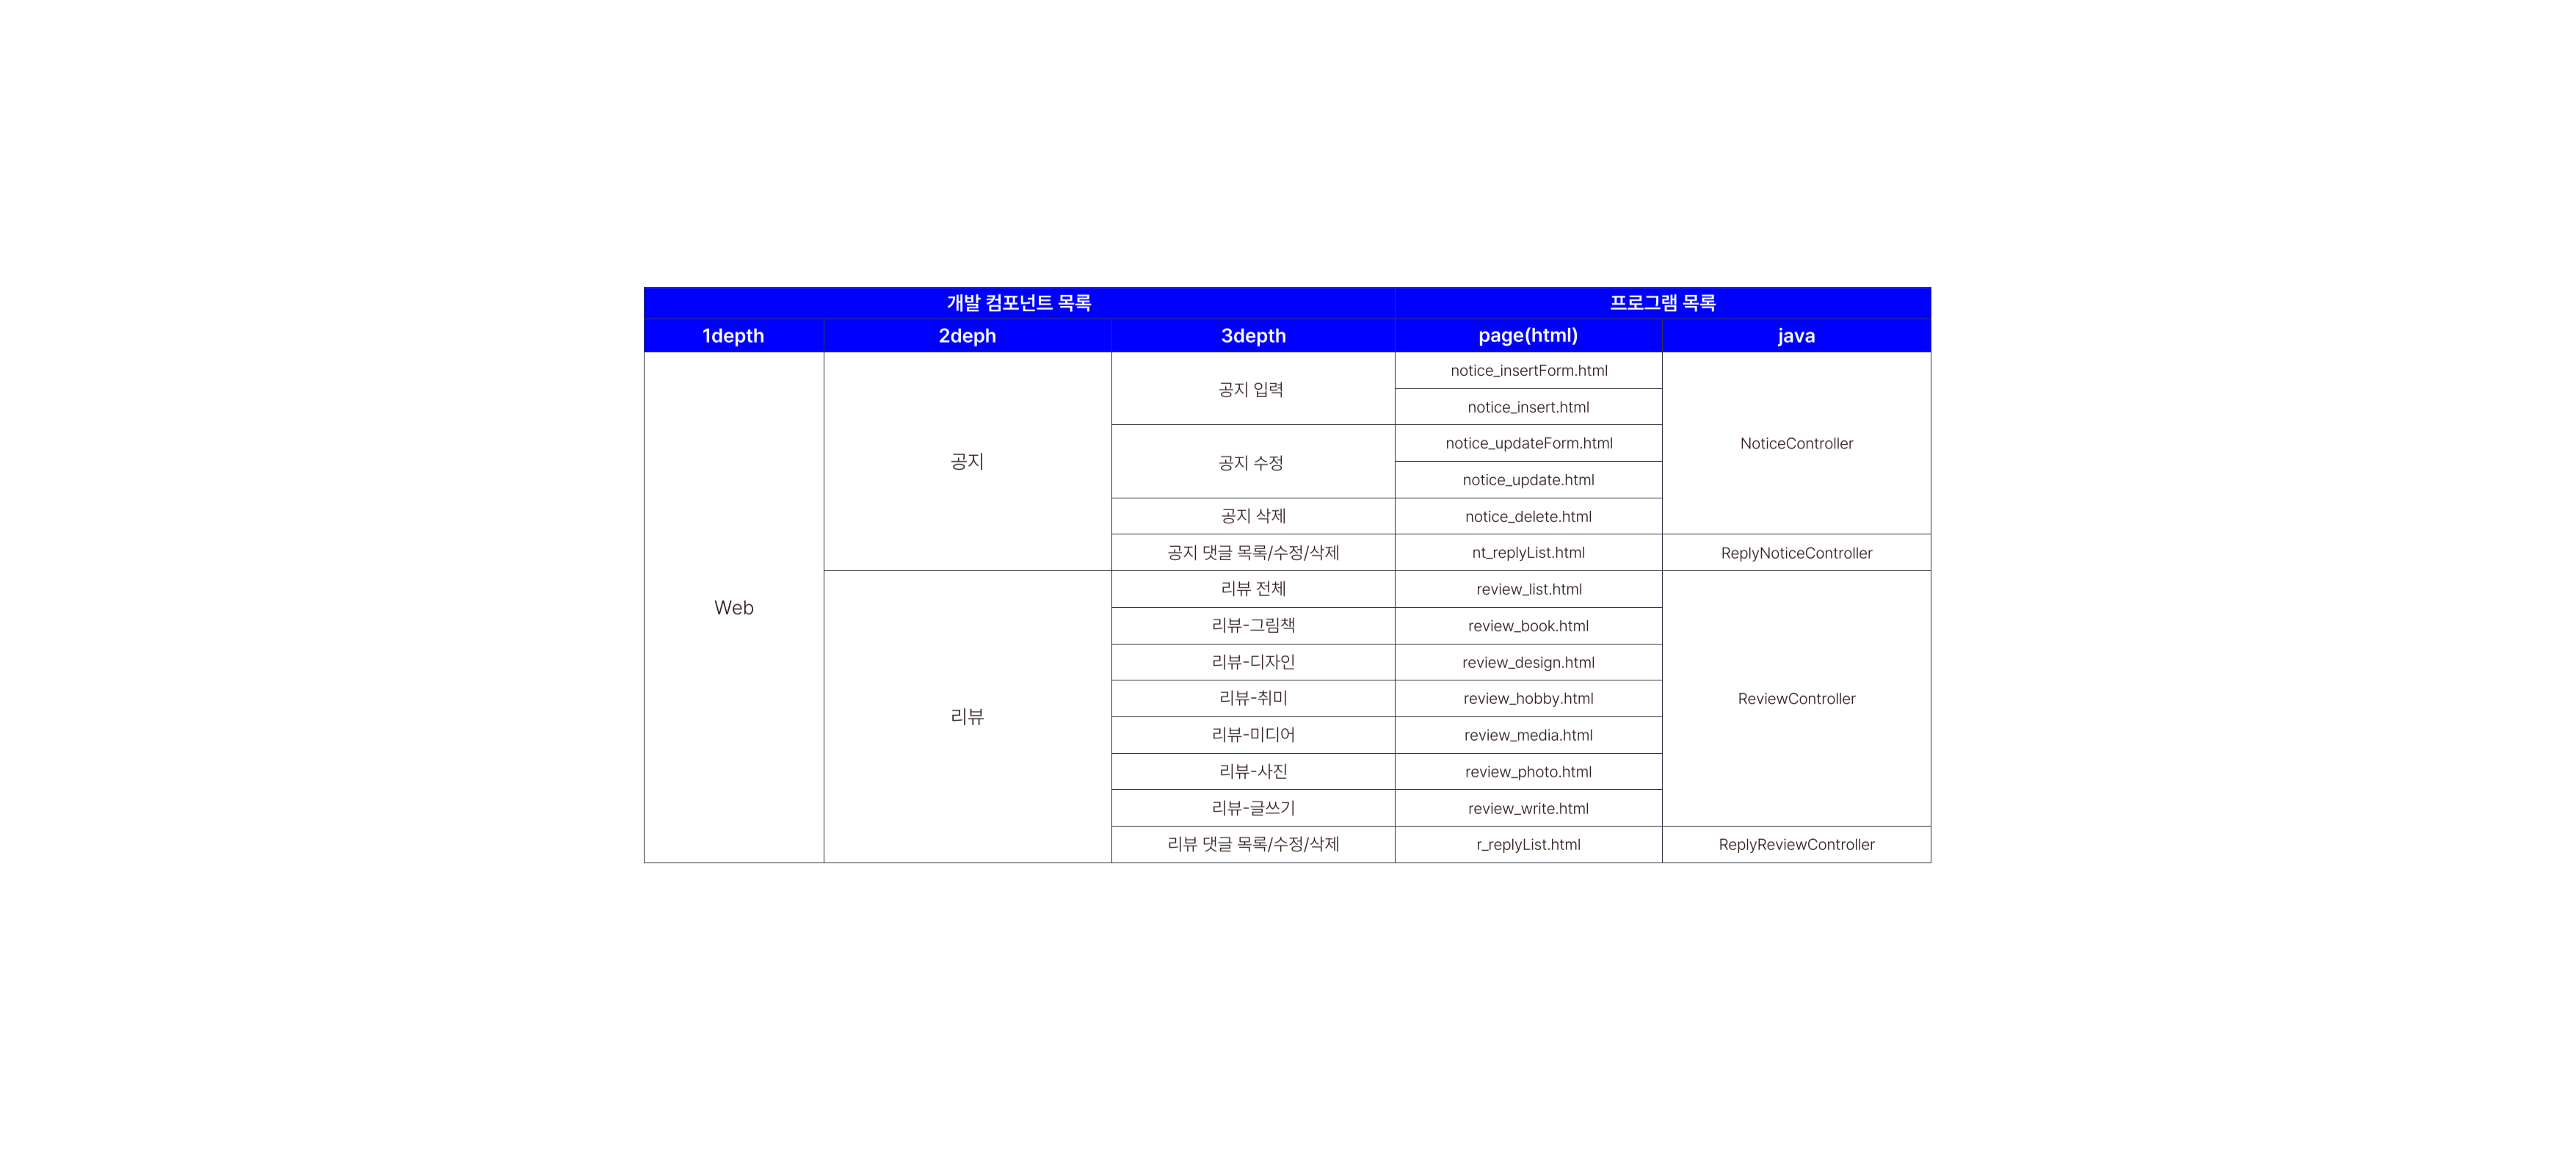 개발 컴포넌트 목록
프로그램 목록
1depth
2deph
3depth
page(html)
java
Web
공지
공지 입력
notice_insertForm.html
notice_insert.html
NoticeController
공지 수정
notice_updateForm.html
notice_update.html
공지 삭제
notice_delete.html
공지 댓글 목록/수정/삭제
nt_replyList.html
ReplyNoticeController
리뷰
리뷰 전체
review_list.html
ReviewController
리뷰-그림책
review_book.html
리뷰-디자인
review_design.html
리뷰-취미
review_hobby.html
리뷰-미디어
review_media.html
리뷰-사진
review_photo.html
리뷰-글쓰기
review_write.html
리뷰 댓글 목록/수정/삭제
r_replyList.html
ReplyReviewController